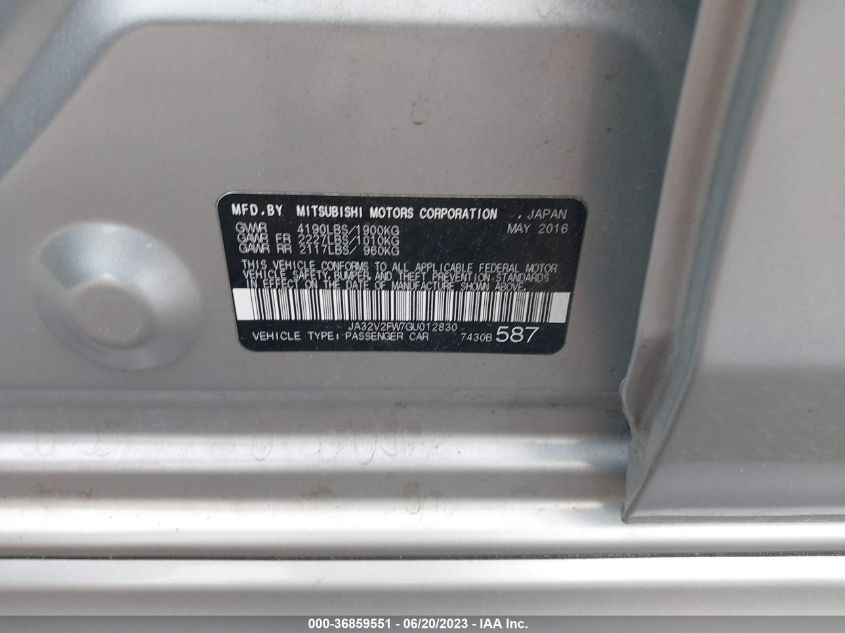 MFD.BY MITSUBISHI MOTORS CORPORATION , JAPAN
MAY 2016
GVWR 4190LBS/1900KG
GAWR FR 2227LBS/1010KG
GAWR RR 2117LBS/ 960KG
THIS VEHICLE CONFORMS TO ALL APPLICABLE FEDERAL MOTOR
VEHICLE SAFETY, BUMPER, AND THEFT PREVENTION STANDARDS
IN EFFECT ON THE DATE OF MANUFACTURE SHOWN ABOVE.
JA32V2FW7GU012830
VEHICLE TYPE: PASSENGER CAR 7430B 587
000-36859551 - 06/20/2023 - IAA Inc.